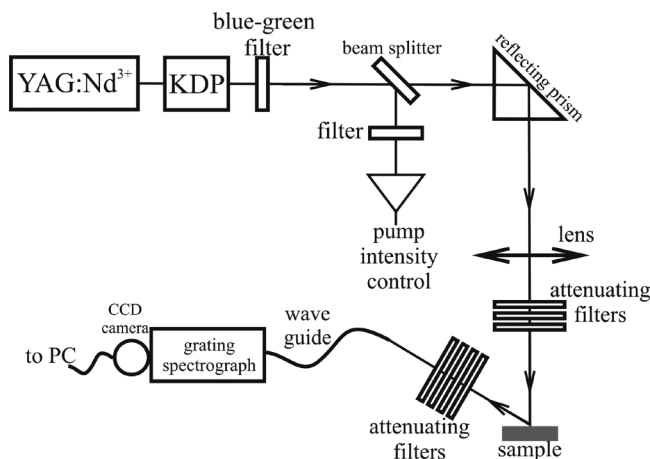 blue-green
filter
beam splitter
reflecting prism
YAG:Nd³⁺
KDP
filter
pump
intensity
control
lens
attenuating
filters
CCD
camera
wave
guide
to PC
grating
spectrograph
attenuating
filters
sample